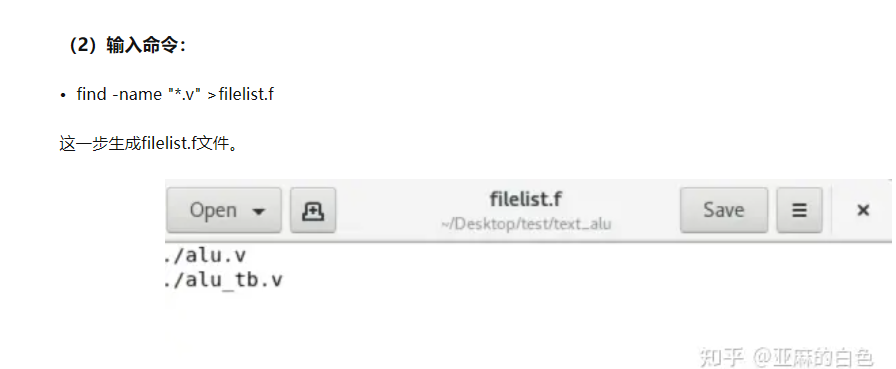 （2）输入命令：
• find -name "*.v" >filelist.f
这一步生成filelist.f文件。
filelist.f
Open Save
~/Desktop/test/text_alu
./alu.v
./alu_tb.v
知乎 @亚麻的白色